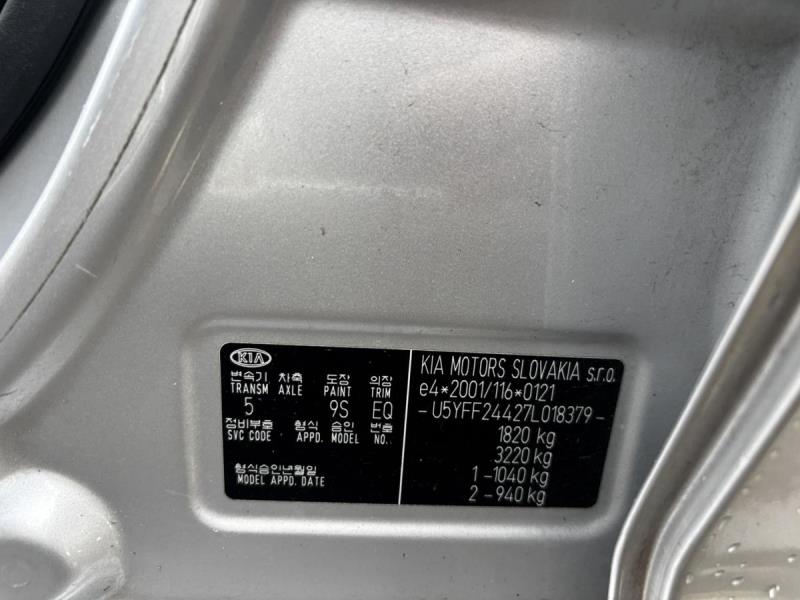 KIA
변속기 차축 도장 의장
TRANSM AXLE PAINT TRIM
5 9S EQ
정비부호 형식 승인 번호
SVC CODE APPD. MODEL NO.
형식승인년월일
MODEL APPD. DATE
KIA MOTORS SLOVAKIA s.r.o.
e4*2001/116*0121
- U5YFF24427L018379 -
1820 kg
3220 kg
1 -1040 kg
2 -940 kg